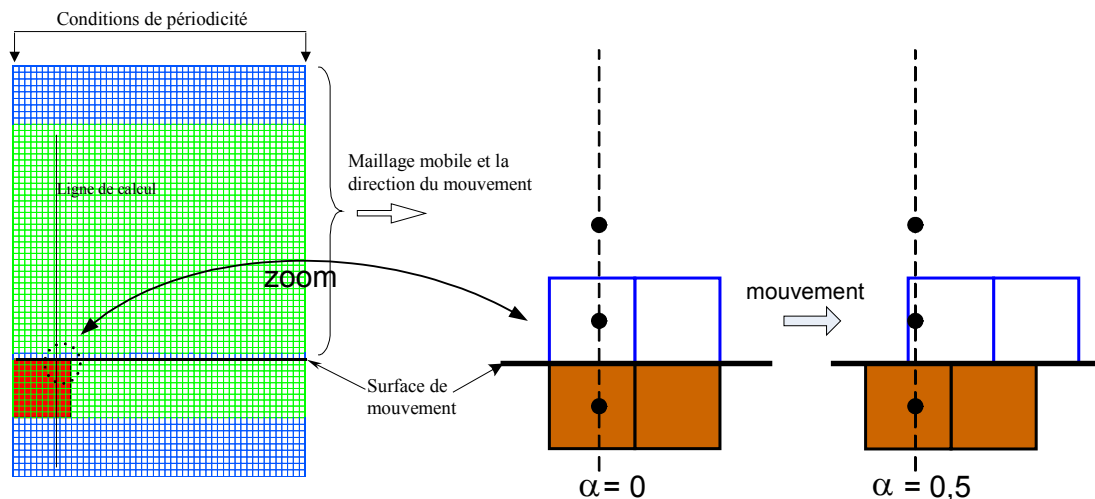 Conditions de périodicité
Ligne de calcul
Maillage mobile et la
direction du mouvement
zoom
Surface de
mouvement
mouvement
α = 0
α = 0,5